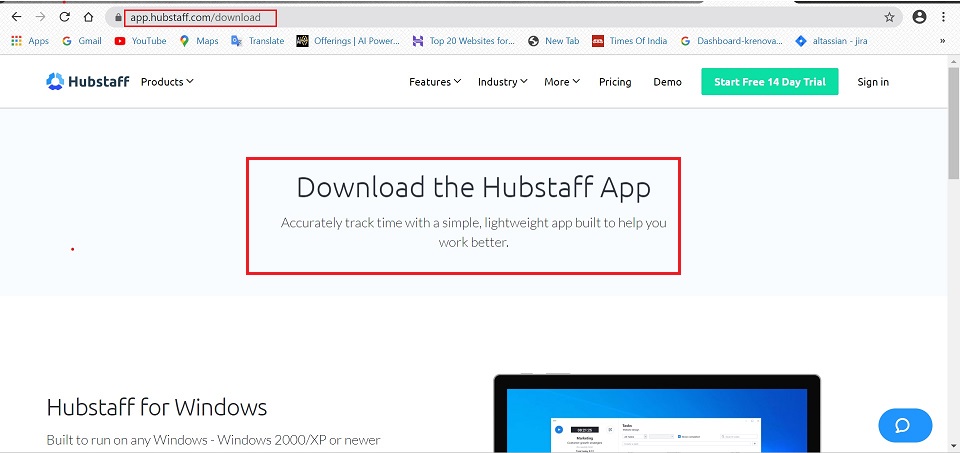 app.hubstaff.com/download
Apps Gmail YouTube Maps Translate Offerings | AI Power... Top 20 Websites for... New Tab Times Of India Dashboard-krenova... altassian - jira »
Hubstaff Products Features Industry More Pricing Demo Start Free 14 Day Trial Sign in
Download the Hubstaff App
Accurately track time with a simple, lightweight app built to help you
work better.
Hubstaff for Windows
Built to run on any Windows - Windows 2000/XP or newer
Marketing
Tasks